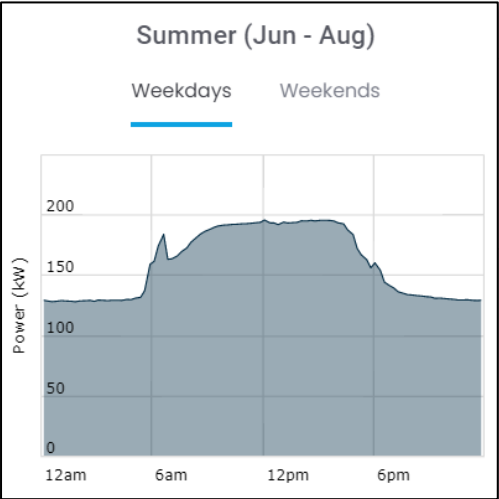 Summer (Jun - Aug)
Weekdays Weekends
200
150
100
50
0
Power (kW)
12am 6am 12pm 6pm